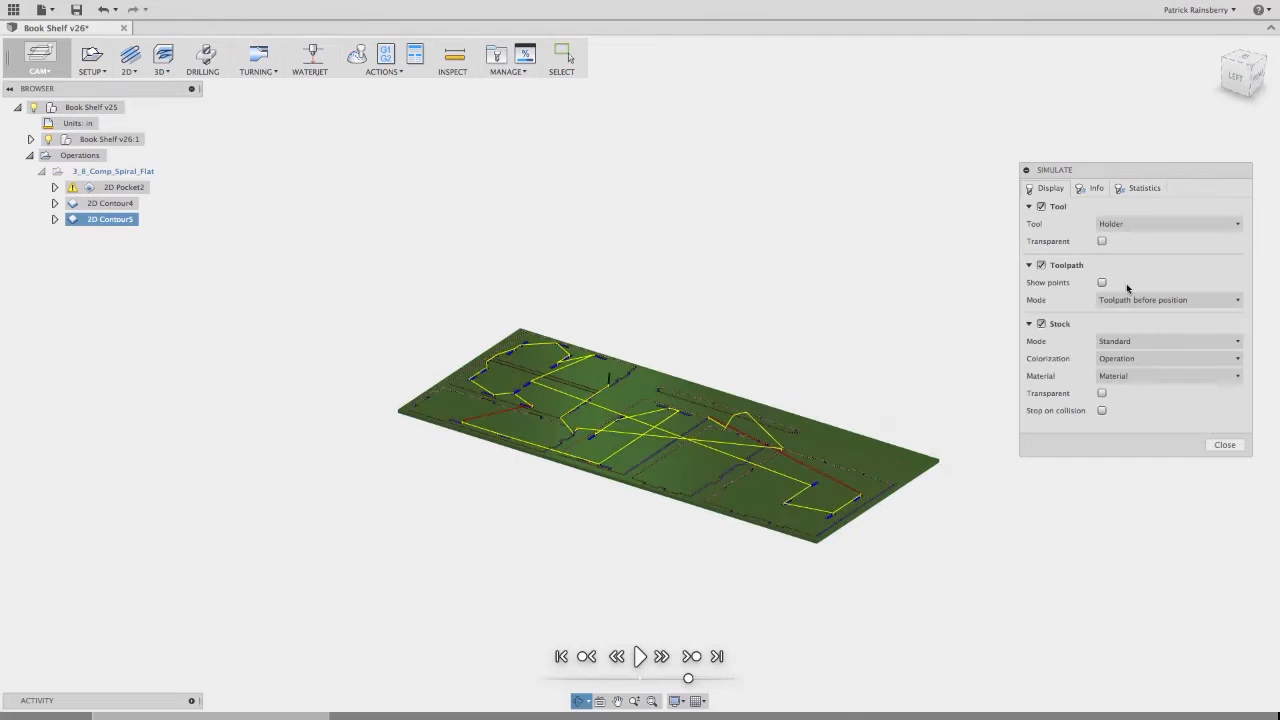 Patrick Rainsberry
Book Shelf v26*
CAM
SETUP
2D
3D
DRILLING
TURNING
WATERJET
G1
G2
ACTIONS
INSPECT
%
MANAGE
SELECT
LEFT
BROWSER
Book Shelf v25
Units: in
Book Shelf v26:1
Operations
3_8_Comp_Spiral_Flat
2D Pocket2
2D Contour4
2D Contour5
SIMULATE
Display
Info
Statistics
Tool
Tool
Holder
Transparent
Toolpath
Show points
Mode
Toolpath before position
Stock
Mode
Standard
Colorization
Operation
Material
Material
Transparent
Stop on collision
Close
ACTIVITY